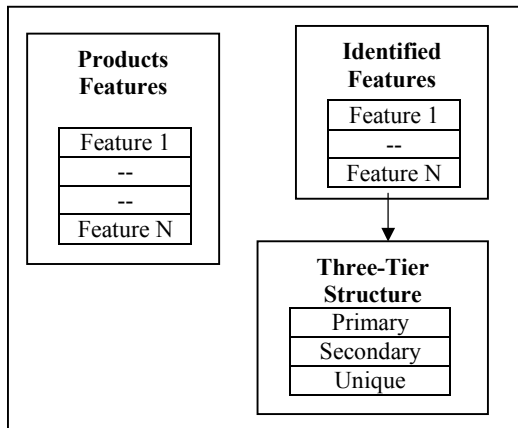 Products
Features
Feature 1
--
--
Feature N
Identified
Features
Feature 1
--
Feature N
Three-Tier
Structure
Primary
Secondary
Unique